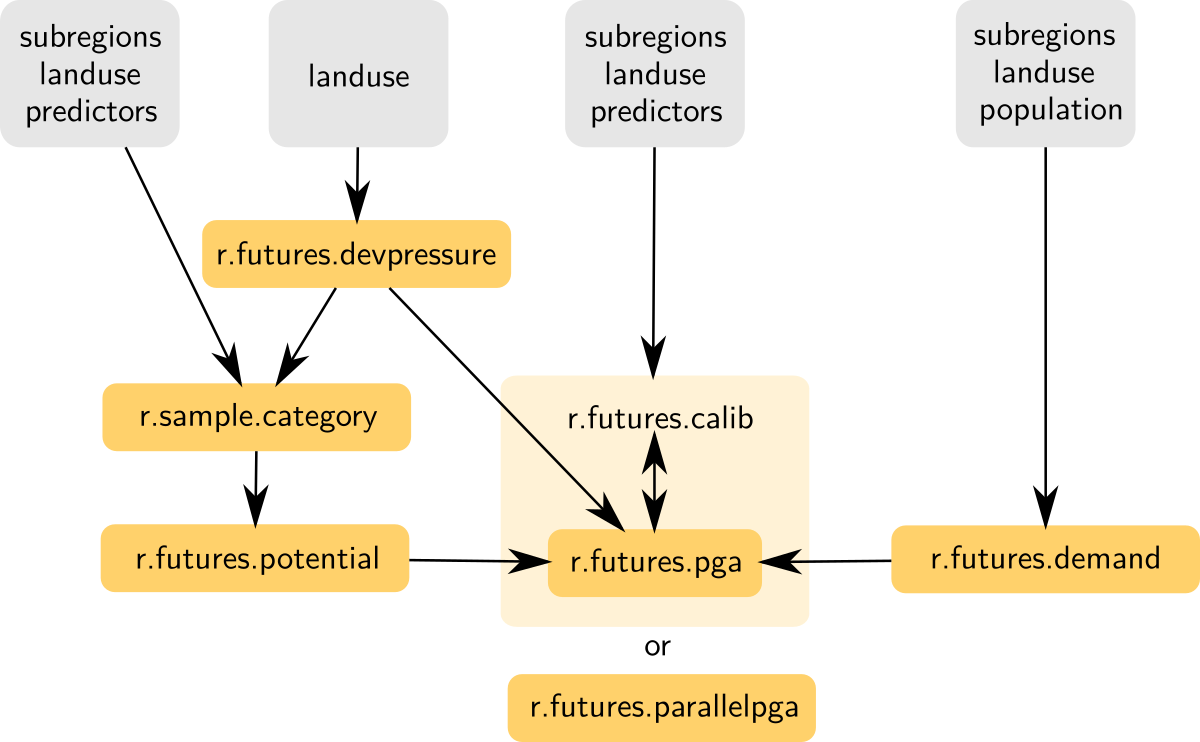 subregions
landuse
predictors
landuse
subregions
landuse
predictors
subregions
landuse
population
r.futures.devpressure
r.sample.category
r.futures.calib
r.futures.potential
r.futures.pga
r.futures.demand
or
r.futures.parallelpga